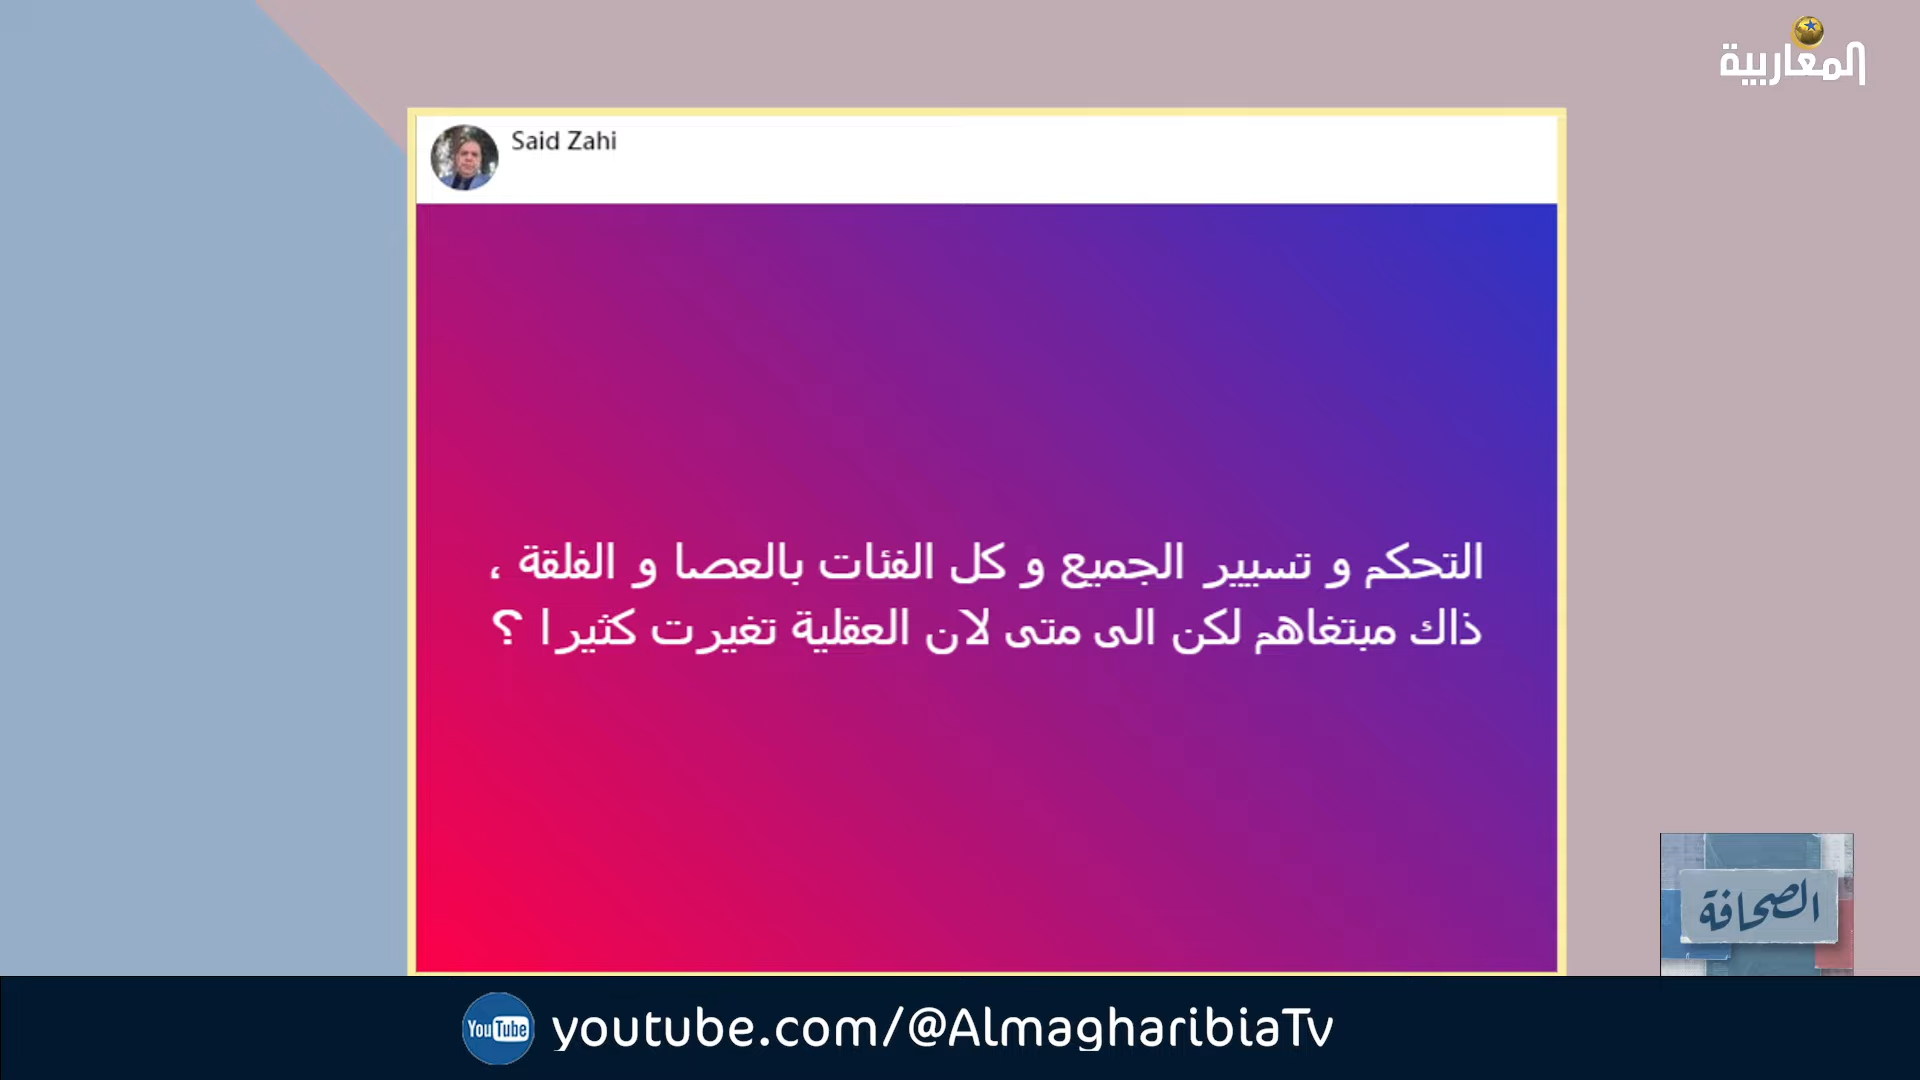 المغاربية
Said Zahi
التحكم و تسيير الجميع و كل الفئات بالعصا و الفلقة ،
ذاك مبتغاهم لكن الى متى لان العقلية تغيرت كثيرا ؟
الصحافة
YouTube youtube.com/@AlmagharibiaTv